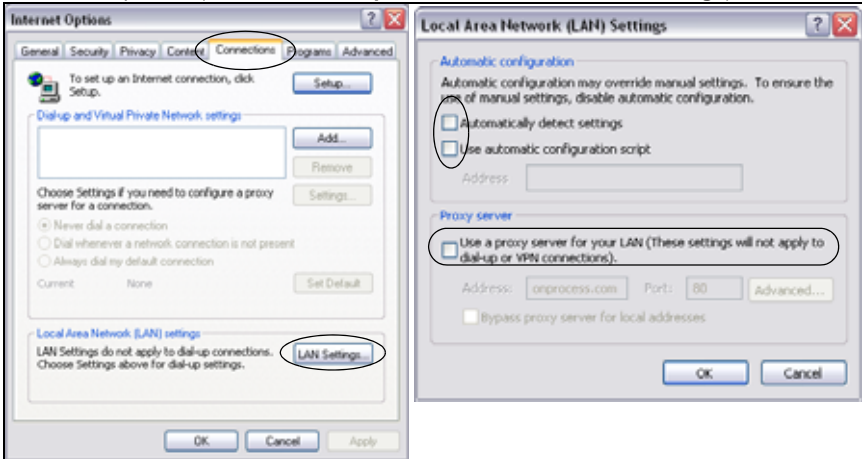 Internet Options
General Security Privacy Content Connections Programs Advanced
To set up an Internet connection, click
Setup.
Setup...
Dial-up and Virtual Private Network settings
Add...
Remove
Choose Settings if you need to configure a proxy
server for a connection.
Settings...
Never dial a connection
Dial whenever a network connection is not present
Always dial my default connection
Current None
Set Default
Local Area Network (LAN) settings
LAN Settings do not apply to dial-up connections.
Choose Settings above for dial-up settings.
LAN Settings...
OK Cancel Apply
Local Area Network (LAN) Settings
Automatic configuration
Automatic configuration may override manual settings. To ensure the
use of manual settings, disable automatic configuration.
Automatically detect settings
Use automatic configuration script
Address
Proxy server
Use a proxy server for your LAN (These settings will not apply to
dial-up or VPN connections).
Address: onprocess.com Port: 80 Advanced...
Bypass proxy server for local addresses
OK Cancel